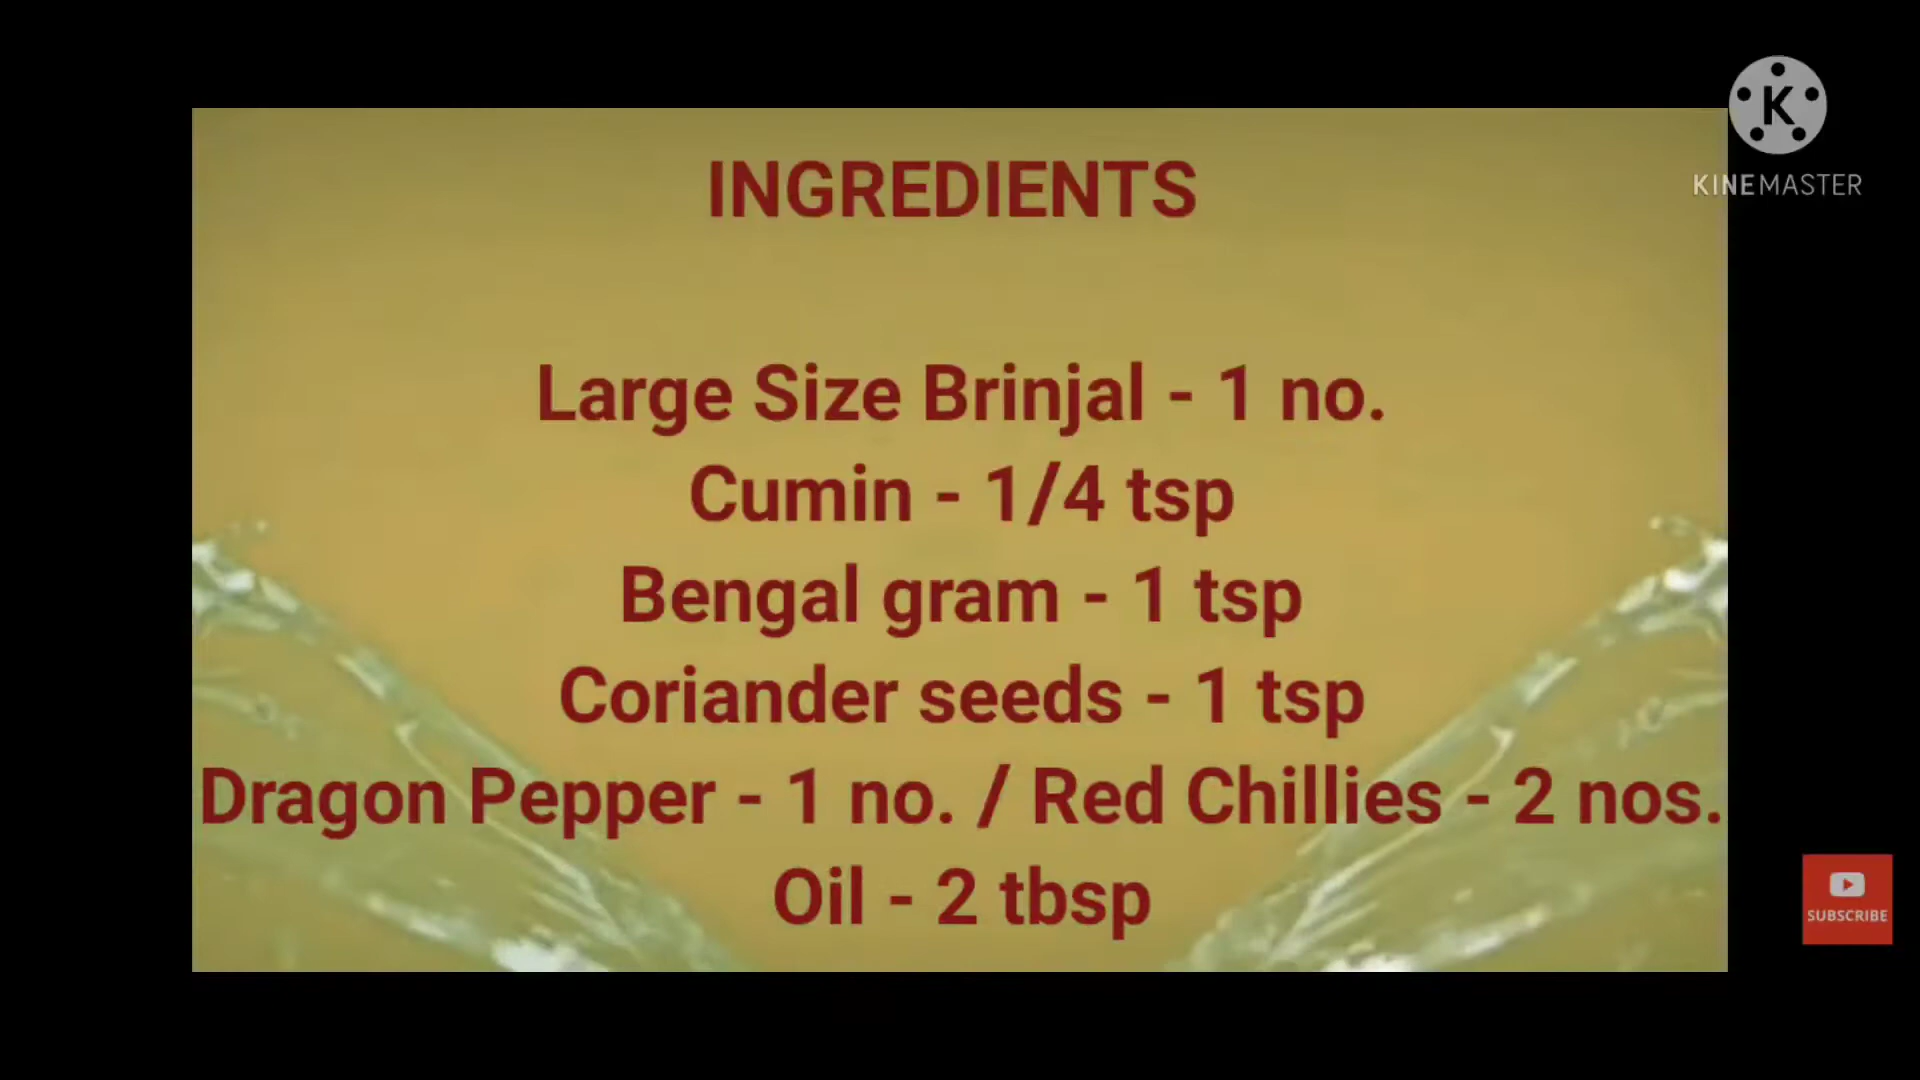 INGREDIENTS
Large Size Brinjal - 1 no.
Cumin - 1/4 tsp
Bengal gram - 1 tsp
Coriander seeds - 1 tsp
Dragon Pepper - 1 no. / Red Chillies - 2 nos.
Oil - 2 tbsp
K
KINEMASTER
SUBSCRIBE